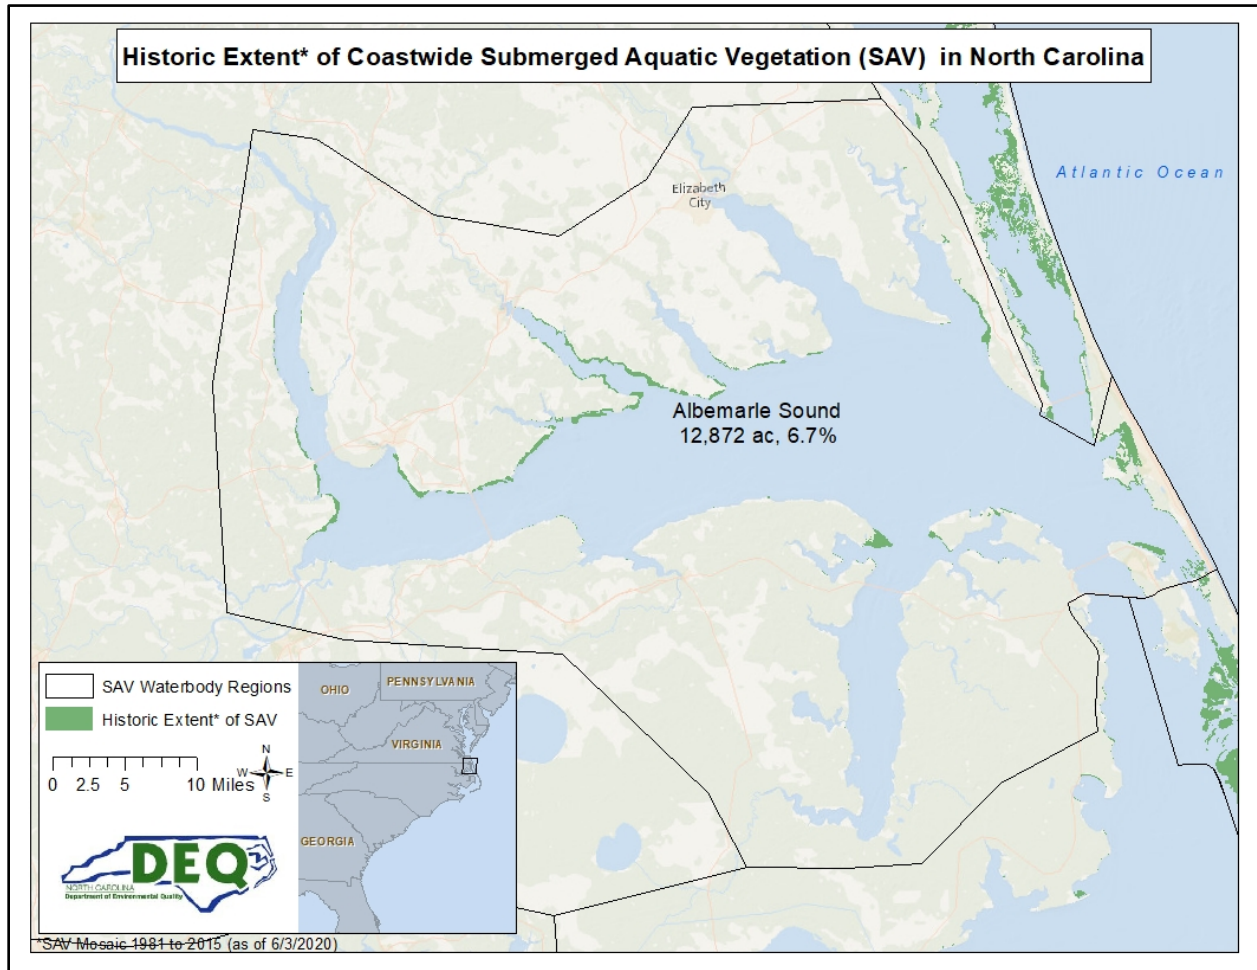 Historic Extent* of Coastwide Submerged Aquatic Vegetation (SAV) in North Carolina
Atlantic Ocean
Elizabeth
City
Albemarle Sound
12,872 ac, 6.7%
SAV Waterbody Regions
Historic Extent* of SAV
0 2.5 5 10 Miles
N
W E
S
OHIO
PENNSYLVANIA
VIRGINIA
GEORGIA
DEQ
NORTH CAROLINA
Department of Environmental Quality
*SAV Mosaic 1981 to 2015 (as of 6/3/2020)